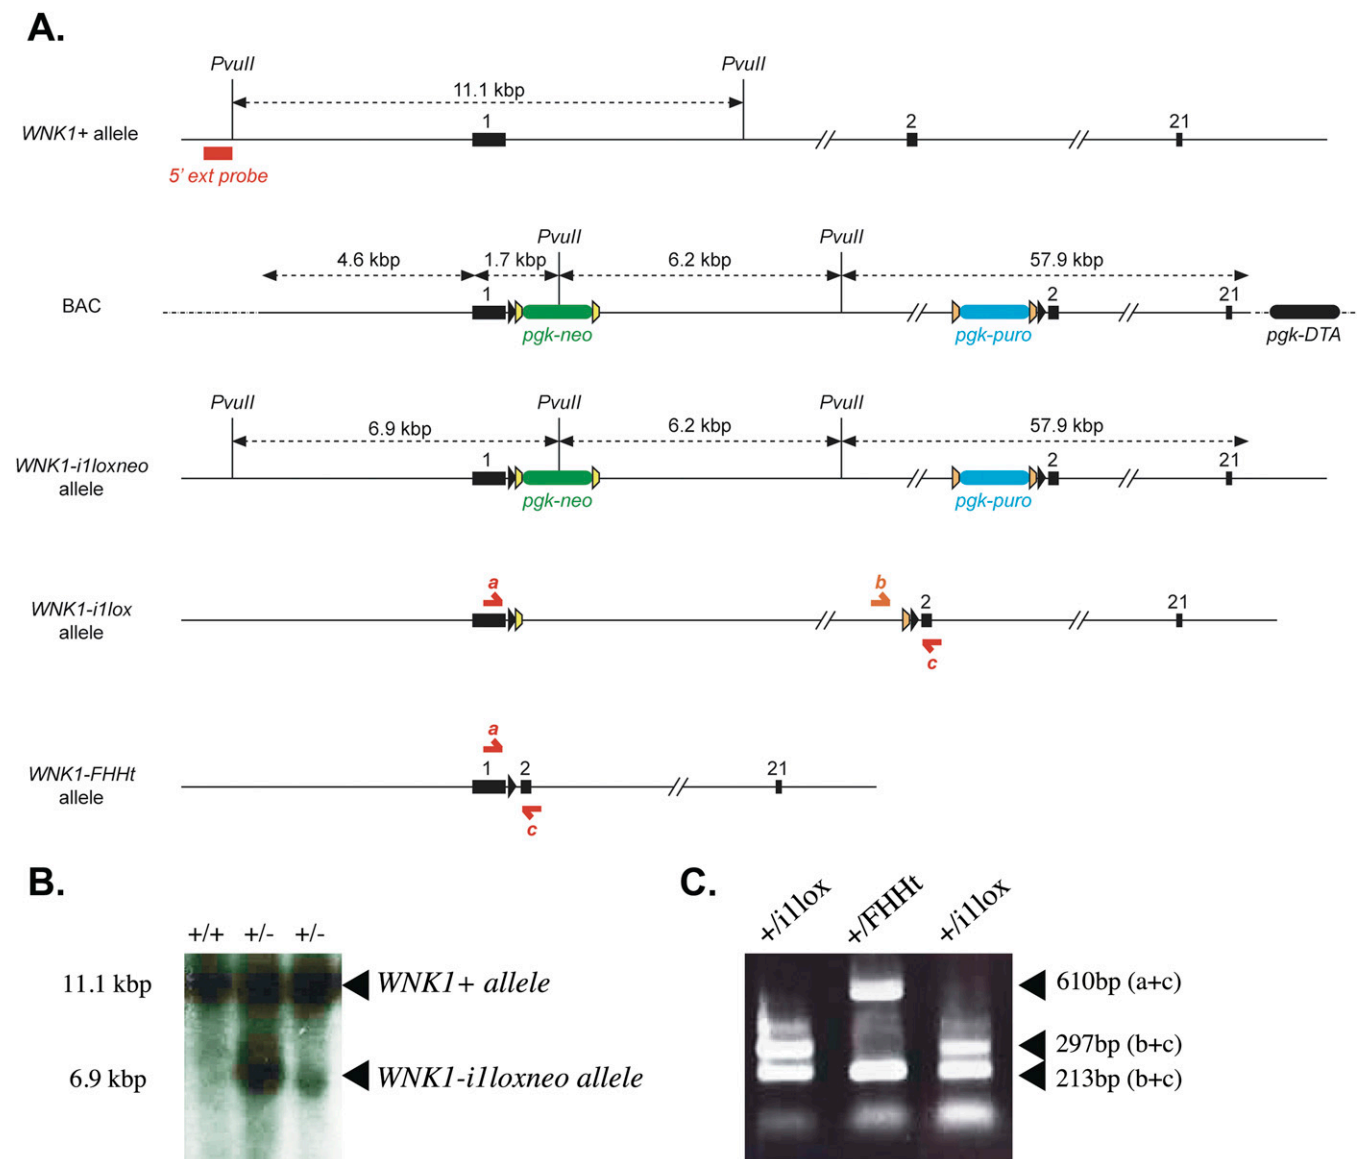 A.
PvuII PvuII
11.1 kbp
WNK1+ allele
1 2 21
5' ext probe
PvuII PvuII
4.6 kbp 1.7 kbp 6.2 kbp 57.9 kbp
BAC
1 2 21
pgk-neo pgk-puro pgk-DTA
PvuII PvuII PvuII
6.9 kbp 6.2 kbp 57.9 kbp
WNK1-i1loxneo
allele
1 2 21
pgk-neo pgk-puro
a b
WNK1-i1lox
allele
2 21
c
a
WNK1-FHHt
allele
1 2 21
c
B.
+/+ +/- +/-
11.1 kbp WNK1+ allele
6.9 kbp WNK1-i1loxneo allele
C.
+/i1lox +/FHHt +/i1lox
610bp (a+c)
297bp (b+c)
213bp (b+c)